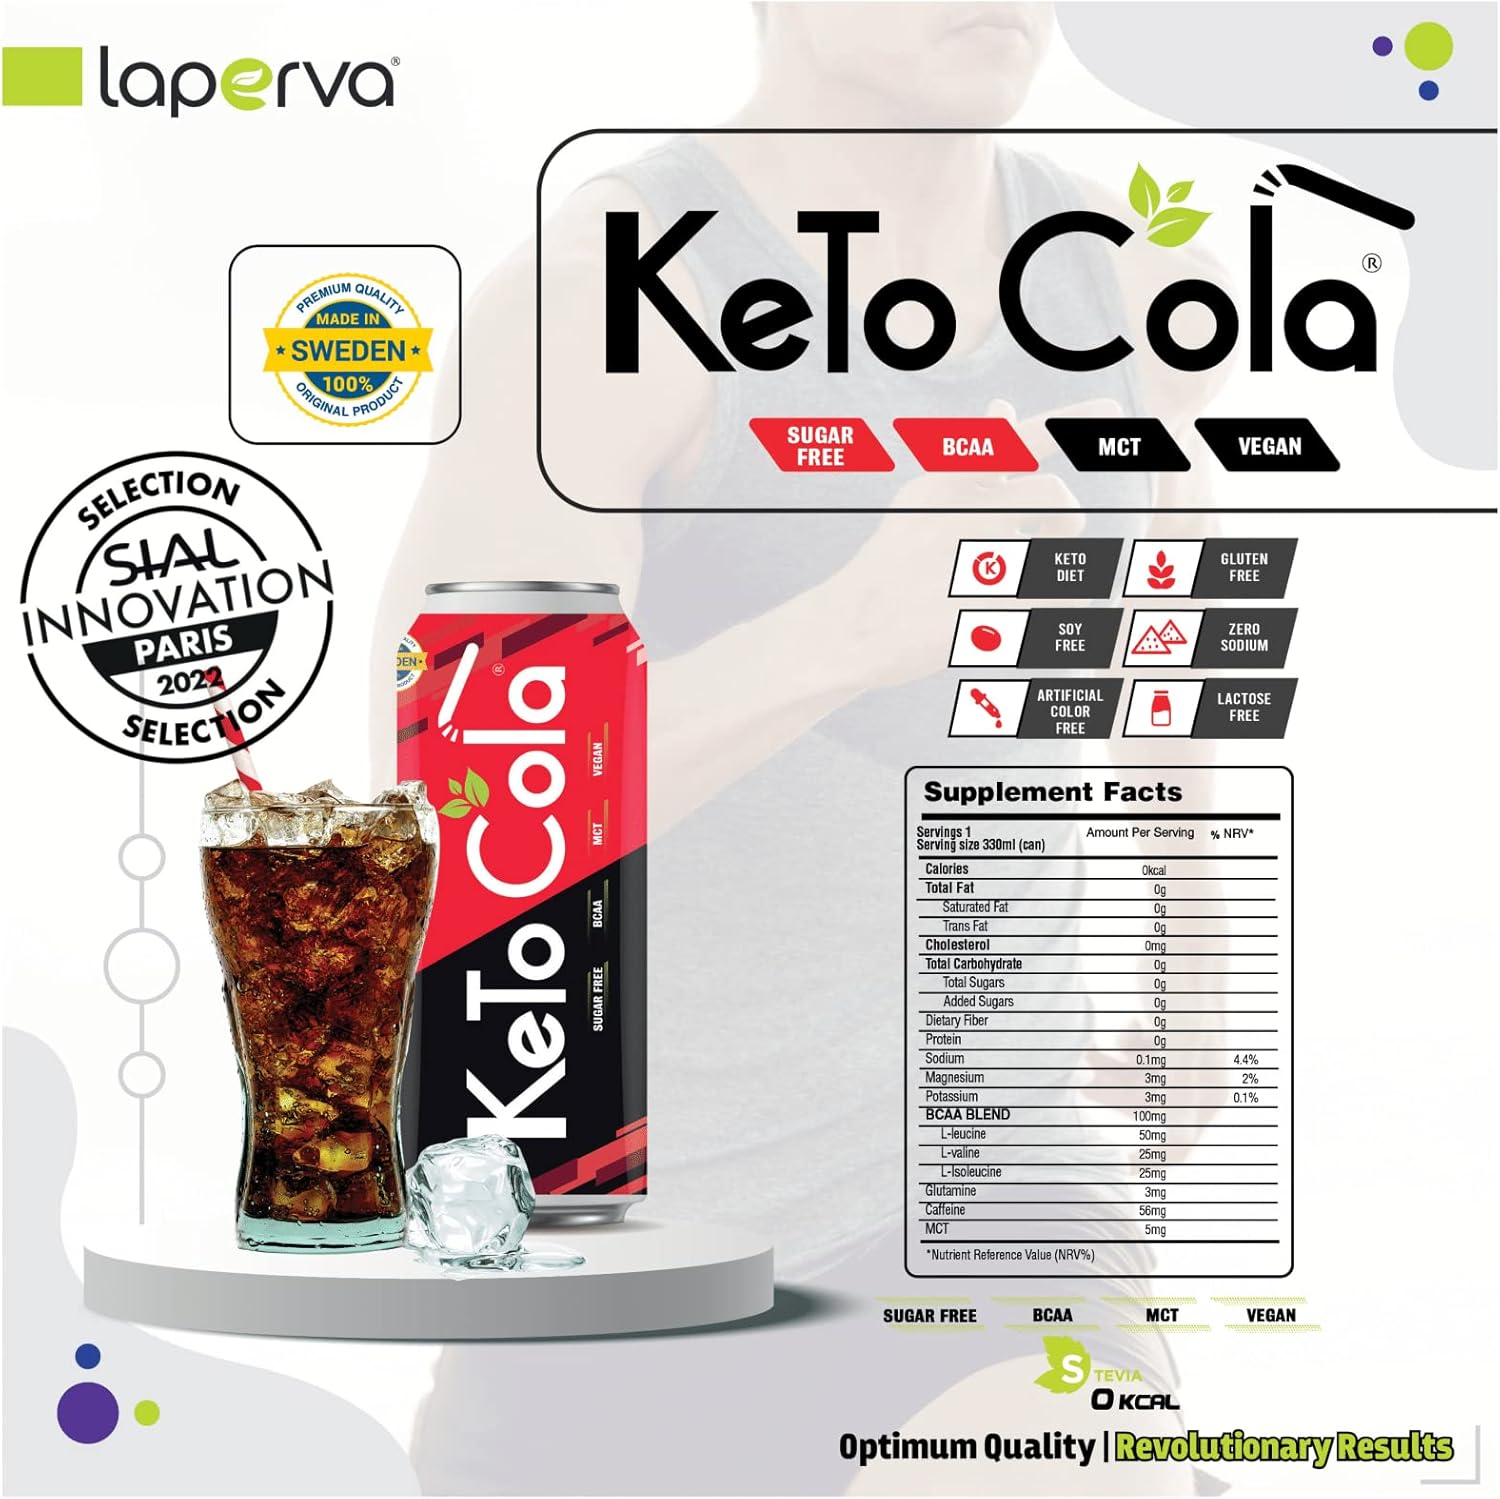 laperva®
KeTo Cola®
SUGAR
FREE
BCAA
MCT
VEGAN
PREMIUM QUALITY
MADE IN
SWEDEN
100%
ORIGINAL PRODUCT
SELECTION
SIAL
INNOVATION
PARIS
2022
SELECTION
KETO
DIET
GLUTEN
FREE
SOY
FREE
ZERO
SODIUM
ARTIFICIAL
COLOR
FREE
LACTOSE
FREE
KeTo Cola®
SUGAR FREE BCAA MCT VEGAN
Supplement Facts
Servings 1 Amount Per Serving % NRV*
Serving size 330ml (can)
Calories 0kcal
Total Fat 0g
Saturated Fat 0g
Trans Fat 0g
Cholesterol 0mg
Total Carbohydrate 0g
Total Sugars 0g
Added Sugars 0g
Dietary Fiber 0g
Protein 0g
Sodium 0.1mg 4.4%
Magnesium 3mg 2%
Potassium 3mg 0.1%
BCAA BLEND 100mg
L-leucine 50mg
L-valine 25mg
L-Isoleucine 25mg
Glutamine 3mg
Caffeine 56mg
MCT 5mg
*Nutrient Reference Value (NRV%)
SUGAR FREE BCAA MCT VEGAN
STEVIA
0 KCAL
Optimum Quality | Revolutionary Results